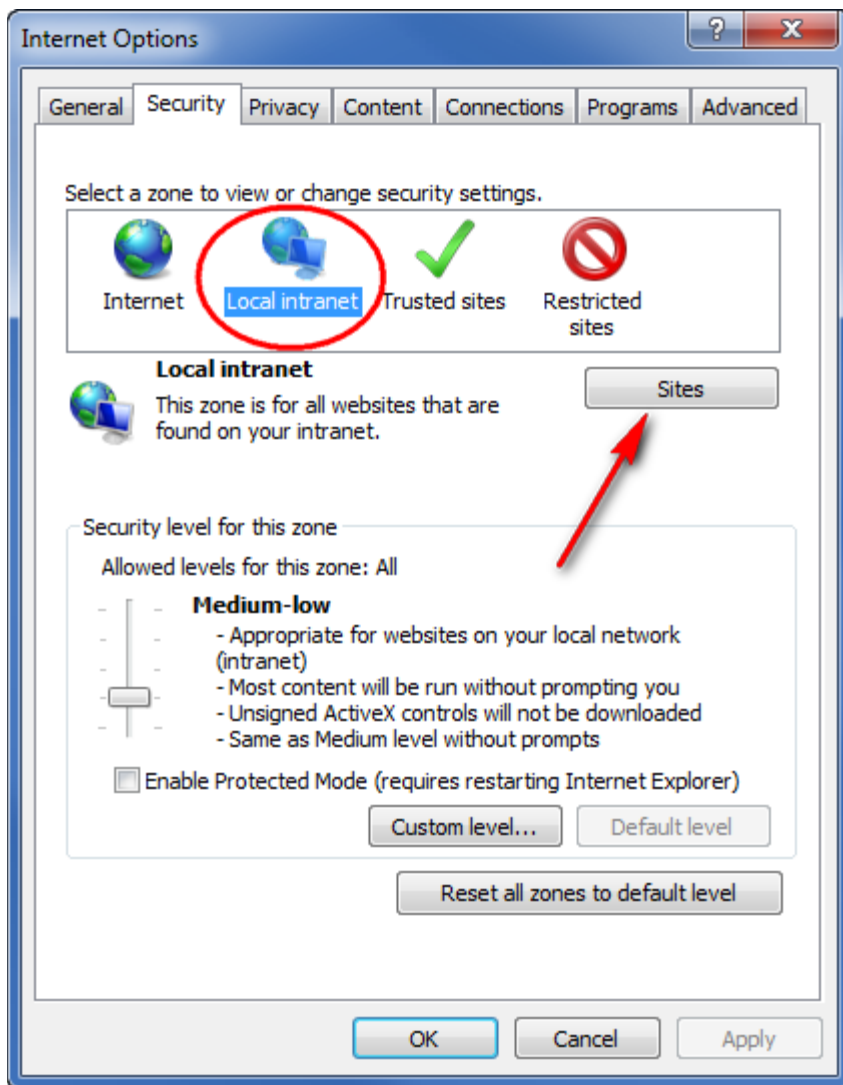 Internet Options
General Security Privacy Content Connections Programs Advanced
Select a zone to view or change security settings.
Internet Local intranet Trusted sites Restricted
sites
Local intranet
Sites
This zone is for all websites that are
found on your intranet.
Security level for this zone
Allowed levels for this zone: All
Medium-low
- Appropriate for websites on your local network
(intranet)
- Most content will be run without prompting you
- Unsigned ActiveX controls will not be downloaded
- Same as Medium level without prompts
Enable Protected Mode (requires restarting Internet Explorer)
Custom level... Default level
Reset all zones to default level
OK Cancel Apply